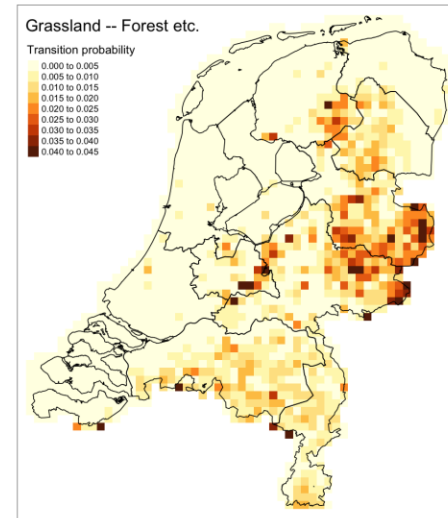 Grassland -- Forest etc.
Transition probability
0.000 to 0.005
0.005 to 0.010
0.010 to 0.015
0.015 to 0.020
0.020 to 0.025
0.025 to 0.030
0.030 to 0.035
0.035 to 0.040
0.040 to 0.045